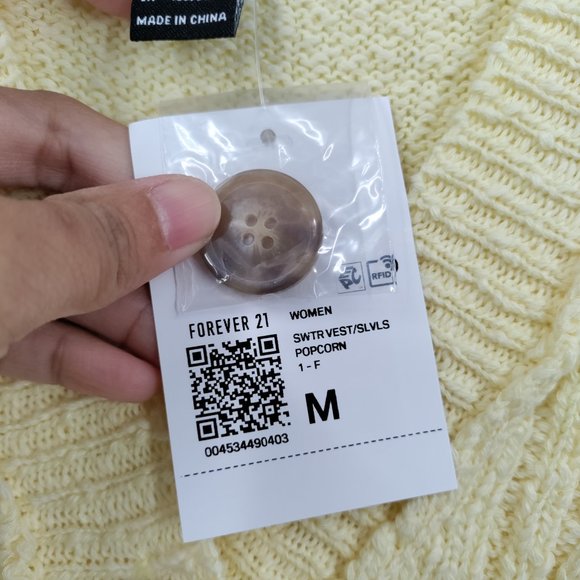 MADE IN CHINA
RFID
WOMEN
FOREVER 21
SWTR VEST/SLVLS
POPCORN
1 - F
M
004534490403